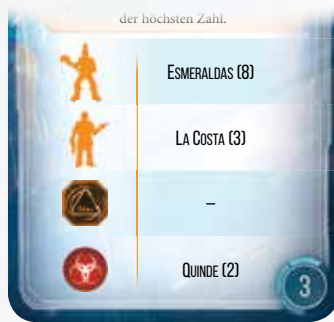 der höchsten Zahl.
Esmeraldas (8)
La Costa (3)
–
Quinde (2)
3